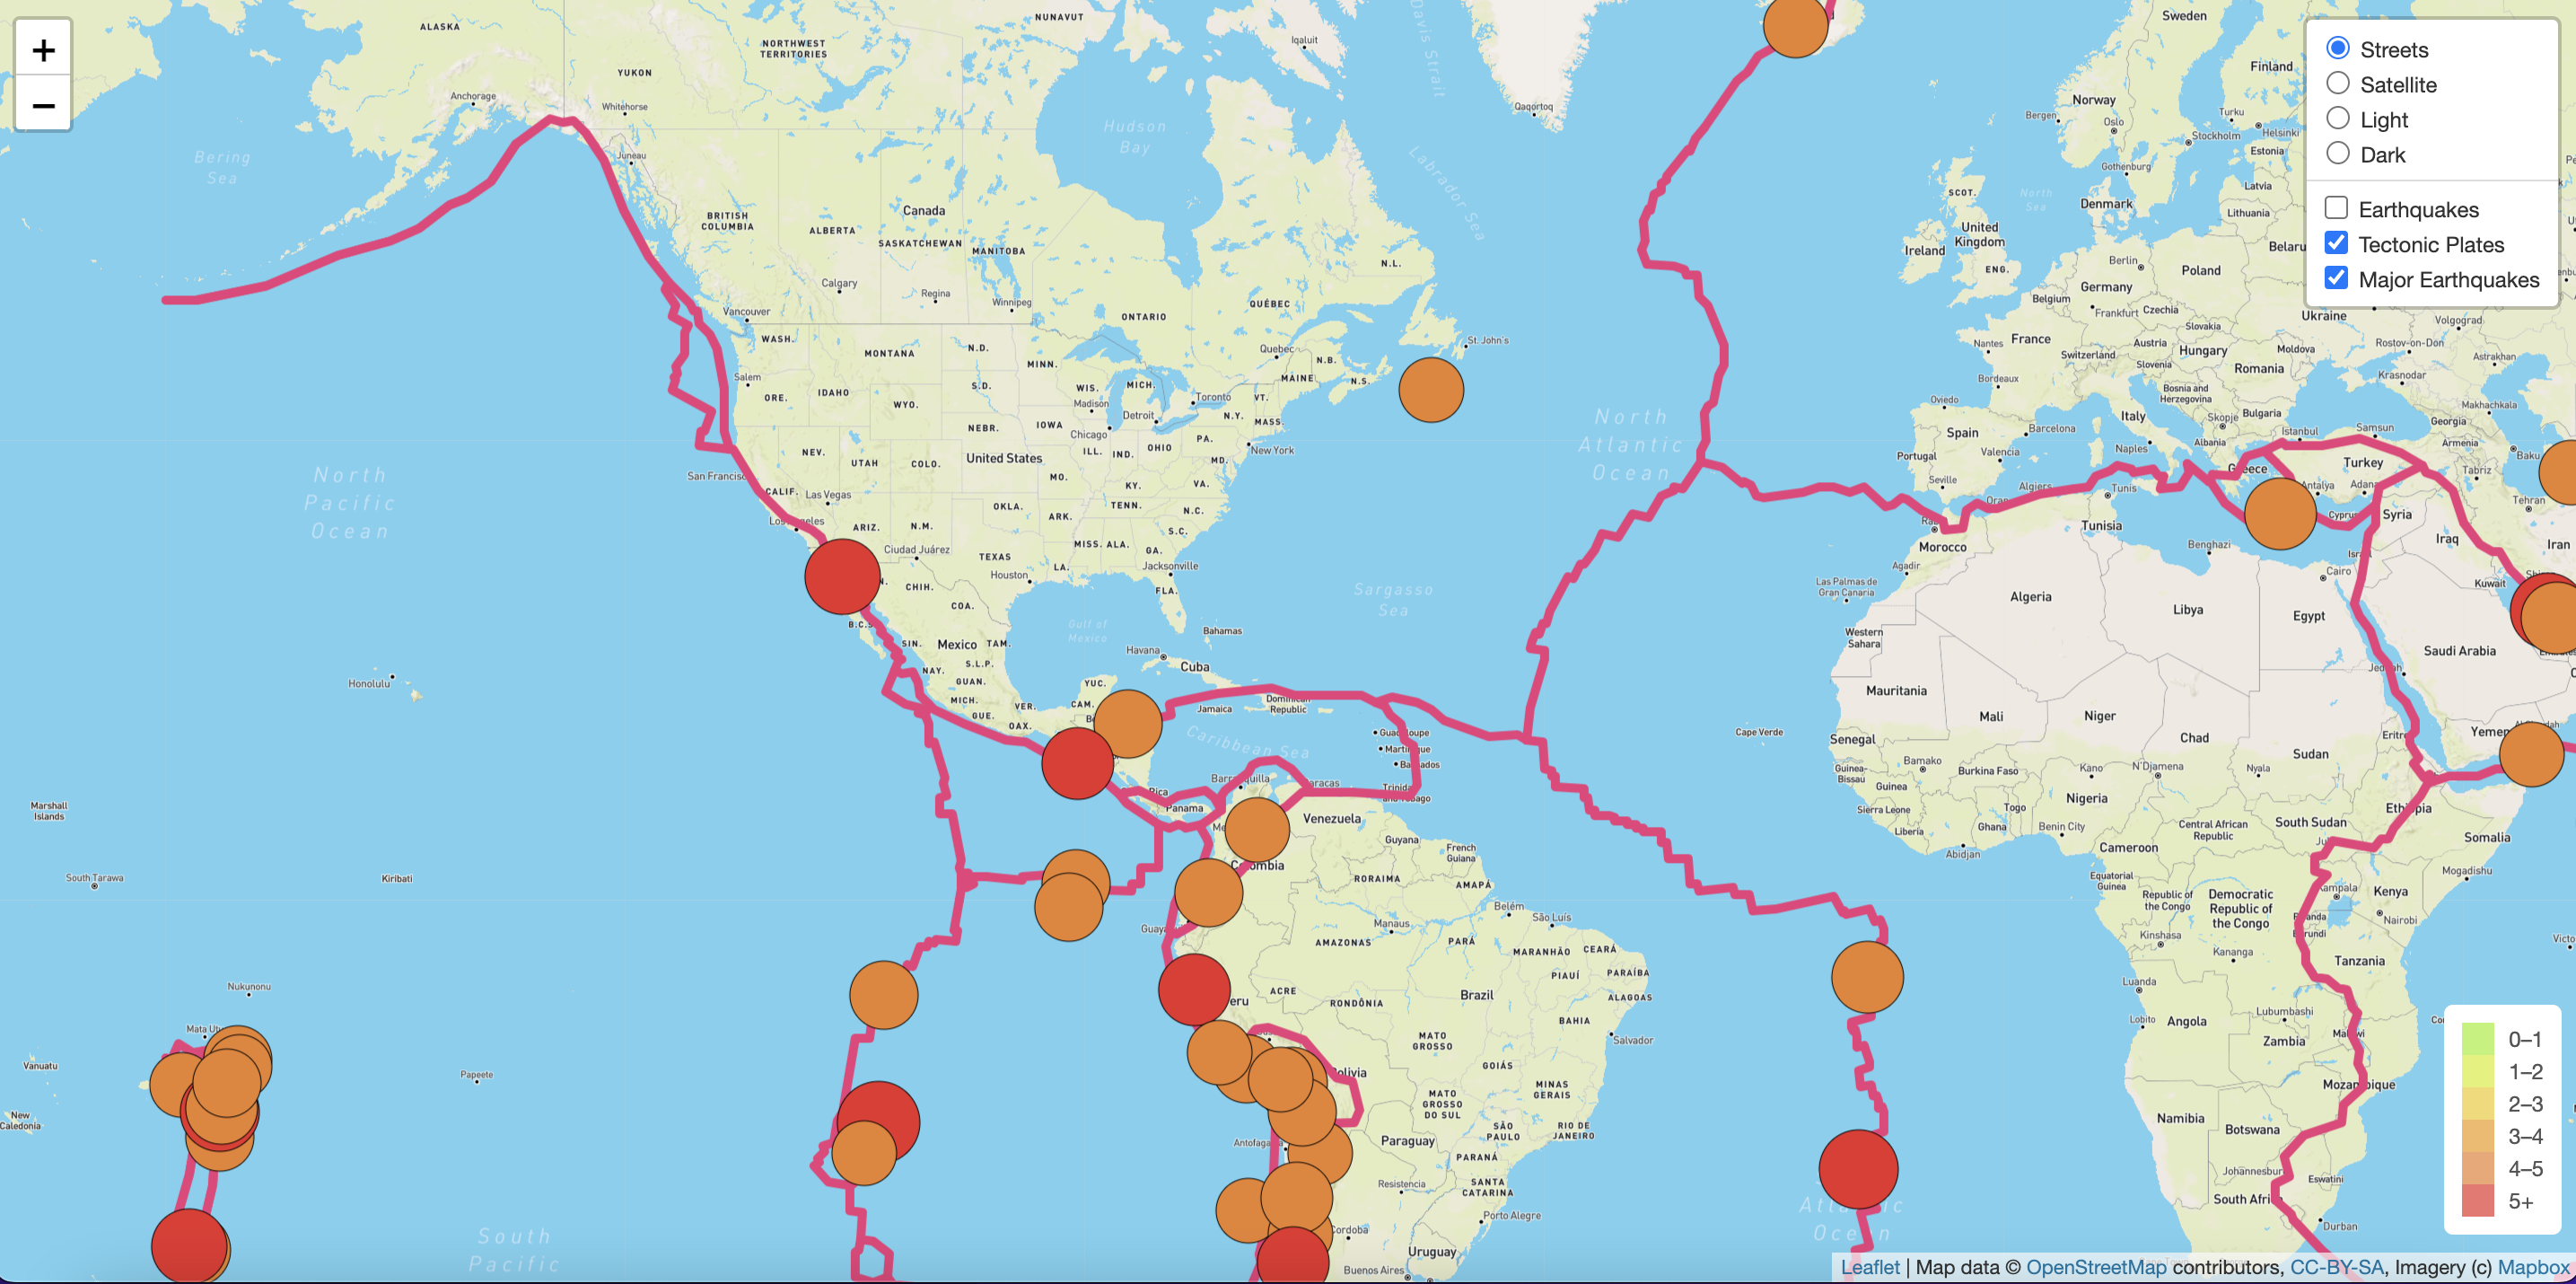 +
−
Streets
Satellite
Light
Dark
Earthquakes
Tectonic Plates
Major Earthquakes
ALASKA
NUNAVUT
NORTHWEST
TERRITORIES
YUKON
Anchorage
Whitehorse
Juneau
Iqaluit
Davis Strait
Qaqortoq
Sweden
Finland
Norway
Bergen
Oslo
Turku
Helsinki
Stockholm
Estonia
Gothenburg
Latvia
Lithuania
Denmark
North
Sea
SCOT.
United
Kingdom
Ireland
ENG.
Belaru
Berlin
Poland
Germany
Belgium
Frankfurt
Czechia
Ukraine
Slovakia
Volgograd
France
Nantes
Austria
Hungary
Moldova
Rostov-on-Don
Switzerland
Slovenia
Romania
Astrakhan
Bordeaux
Bosnia and
Herzegovina
Krasnodar
Makhachkala
Oviedo
Italy
Skopje
Bulgaria
Georgia
Spain
Barcelona
Naples
Albania
Istanbul
Samsun
Armenia
Baku
Portugal
Valencia
Greece
Turkey
Tabriz
Seville
Algiers
Tunis
Antalya
Adana
Tehran
Oran
Tunisia
Cyprus
Syria
Iraq
Iran
Morocco
Benghazi
Cairo
Kuwait
Agadir
Las Palmas de
Gran Canaria
Algeria
Libya
Egypt
Western
Sahara
Saudi Arabia
Mauritania
Mali
Niger
Chad
Sudan
Yemen
Cape Verde
Senegal
Guinea-
Bissau
Bamako
Burkina Faso
Kano
N'Djamena
Nyala
Guinea
Nigeria
Ethiopia
Sierra Leone
Togo
Liberia
Ghana
Benin City
Central African
Republic
South Sudan
Somalia
Abidjan
Cameroon
Mogadishu
Equatorial
Guinea
Republic of
the Congo
Democratic
Republic of
the Congo
Kampala
Kenya
Nairobi
Kinshasa
Kananga
Tanzania
Luanda
Lobito
Angola
Lubumbashi
Zambia
Malawi
Mozambique
Namibia
Botswana
Johannesburg
Eswatini
South Africa
Durban
Bering
Sea
Hudson
Bay
Labrador Sea
BRITISH
COLUMBIA
Canada
ALBERTA
SASKATCHEWAN
MANITOBA
N.L.
Calgary
Regina
Winnipeg
QUÉBEC
ONTARIO
Vancouver
WASH.
St. John's
MONTANA
N.D.
MINN.
Quebec
N.B.
Salem
S.D.
WIS.
MICH.
MAINE
N.S.
IDAHO
ORE.
WYO.
Madison
Detroit
Toronto
VT.
N.Y.
MASS.
NEBR.
IOWA
Chicago
PA.
NEV.
UTAH
COLO.
United States
ILL.
IND.
OHIO
New York
MD.
San Francisco
CALIF.
Las Vegas
MO.
KY.
VA.
North
Pacific
Ocean
Los Angeles
ARIZ.
N.M.
OKLA.
ARK.
TENN.
N.C.
S.C.
Ciudad Juárez
TEXAS
MISS.
ALA.
GA.
LA.
Houston
Jacksonville
CHIH.
COA.
FLA.
Gulf of
Mexico
B.C.S.
SIN.
Mexico
TAM.
Bahamas
Havana
Cuba
S.L.P.
NAY.
GUAN.
YUC.
MICH.
VER.
CAM.
GUE.
OAX.
Jamaica
Dominican
Republic
Caribbean Sea
Guadeloupe
Martinique
Barbados
Trinidad
and Tobago
North
Atlantic
Ocean
Sargasso
Sea
Honolulu
Marshall
Islands
South Tarawa
Kiribati
Nukunonu
Vanuatu
New
Caledonia
Papeete
South
Pacific
Panama
Barranquilla
Caracas
Venezuela
Guyana
French
Guiana
Colombia
RORAIMA
AMAPÁ
Belém
São Luís
Manaus
AMAZONAS
PARÁ
MARANHÃO
CEARÁ
PIAUÍ
PARAÍBA
ACRE
RONDÔNIA
Brazil
ALAGOAS
BAHIA
Salvador
MATO
GROSSO
GOIÁS
Bolivia
MATO
GROSSO
DO SUL
MINAS
GERAIS
SÃO
PAULO
RIO DE
JANEIRO
Paraguay
PARANÁ
SANTA
CATARINA
Resistencia
Porto Alegre
Cordoba
Uruguay
Buenos Aires
Atlantic
Ocean
0–1
1–2
2–3
3–4
4–5
5+
Leaflet | Map data © OpenStreetMap contributors, CC-BY-SA, Imagery (c) Mapbox